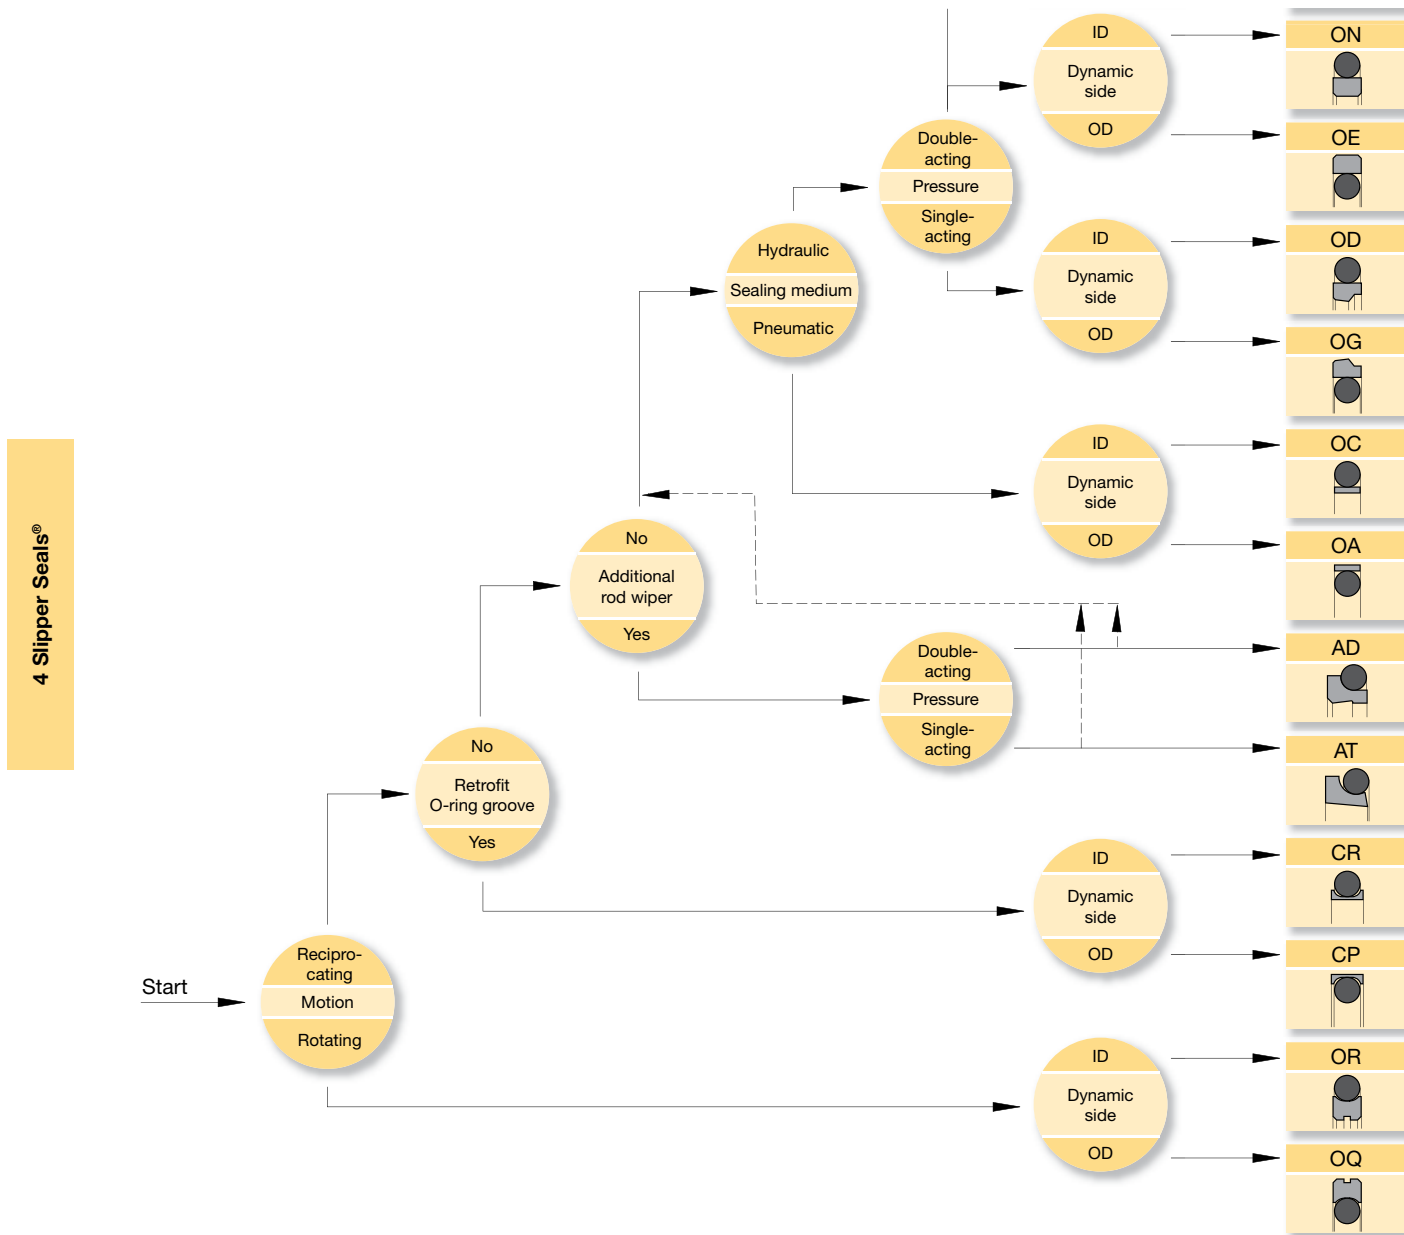 ID
Dynamic
side
OD
ON
OE
Double-
acting
Pressure
Single-
acting
ID
Dynamic
side
OD
OD
OG
Hydraulic
Sealing medium
Pneumatic
ID
Dynamic
side
OD
OC
OA
No
Additional
rod wiper
Yes
Double-
acting
Pressure
Single-
acting
AD
AT
No
Retrofit
O-ring groove
Yes
ID
Dynamic
side
OD
CR
CP
Start
Recipro-
cating
Motion
Rotating
ID
Dynamic
side
OD
OR
OQ
4 Slipper Seals®